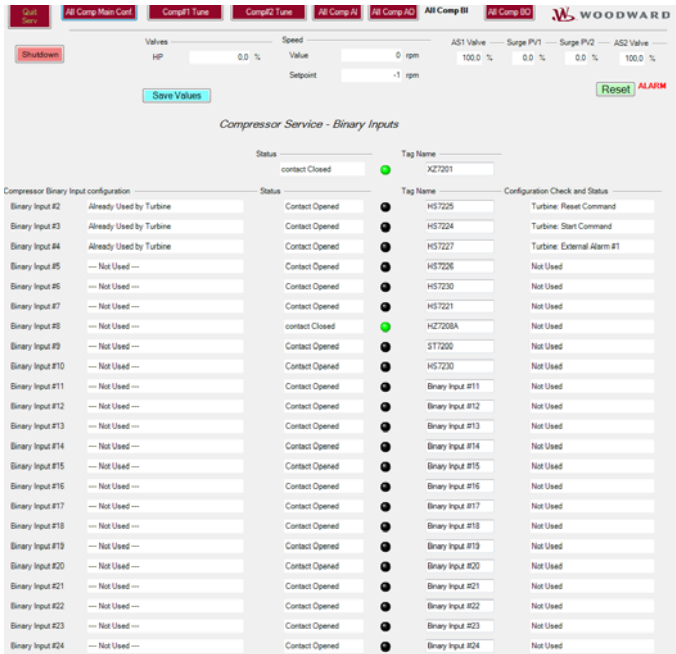 Quit Serv All Comp Main Conf. Comp#1 Tune Comp#2 Tune All Comp AI All Comp AO All Comp BI All Comp BO WOODWARD
Valves Speed AS1 Valve Surge PV1 Surge PV2 AS2 Valve
Shutdown HP 0,0 % Value 0 rpm 100,0 % 0,0 % 0,0 % 100,0 %
Setpoint -1 rpm
Reset ALARM
Save Values
Compressor Service - Binary Inputs
Status Tag Name
contact Closed XZ7201
Compressor Binary Input configuration Status Tag Name Configuration Check and Status
Binary Input #2 Already Used by Turbine Contact Opened HS7225 Turbine: Reset Command
Binary Input #3 Already Used by Turbine Contact Opened HS7224 Turbine: Start Command
Binary Input #4 Already Used by Turbine Contact Opened HS7227 Turbine: External Alarm #1
Binary Input #5 --- Not Used --- Contact Opened HS7226 Not Used
Binary Input #6 --- Not Used --- Contact Opened HS7230 Not Used
Binary Input #7 --- Not Used --- Contact Opened HS7221 Not Used
Binary Input #8 --- Not Used --- contact Closed HZ7208A Not Used
Binary Input #9 --- Not Used --- Contact Opened ST7200 Not Used
Binary Input #10 --- Not Used --- Contact Opened HS7230 Not Used
Binary Input #11 --- Not Used --- Contact Opened Binary Input #11 Not Used
Binary Input #12 --- Not Used --- Contact Opened Binary Input #12 Not Used
Binary Input #13 --- Not Used --- Contact Opened Binary Input #13 Not Used
Binary Input #14 --- Not Used --- Contact Opened Binary Input #14 Not Used
Binary Input #15 --- Not Used --- Contact Opened Binary Input #15 Not Used
Binary Input #16 --- Not Used --- Contact Opened Binary Input #16 Not Used
Binary Input #17 --- Not Used --- Contact Opened Binary Input #17 Not Used
Binary Input #18 --- Not Used --- Contact Opened Binary Input #18 Not Used
Binary Input #19 --- Not Used --- Contact Opened Binary Input #19 Not Used
Binary Input #20 --- Not Used --- Contact Opened Binary Input #20 Not Used
Binary Input #21 --- Not Used --- Contact Opened Binary Input #21 Not Used
Binary Input #22 --- Not Used --- Contact Opened Binary Input #22 Not Used
Binary Input #23 --- Not Used --- Contact Opened Binary Input #23 Not Used
Binary Input #24 --- Not Used --- Contact Opened Binary Input #24 Not Used